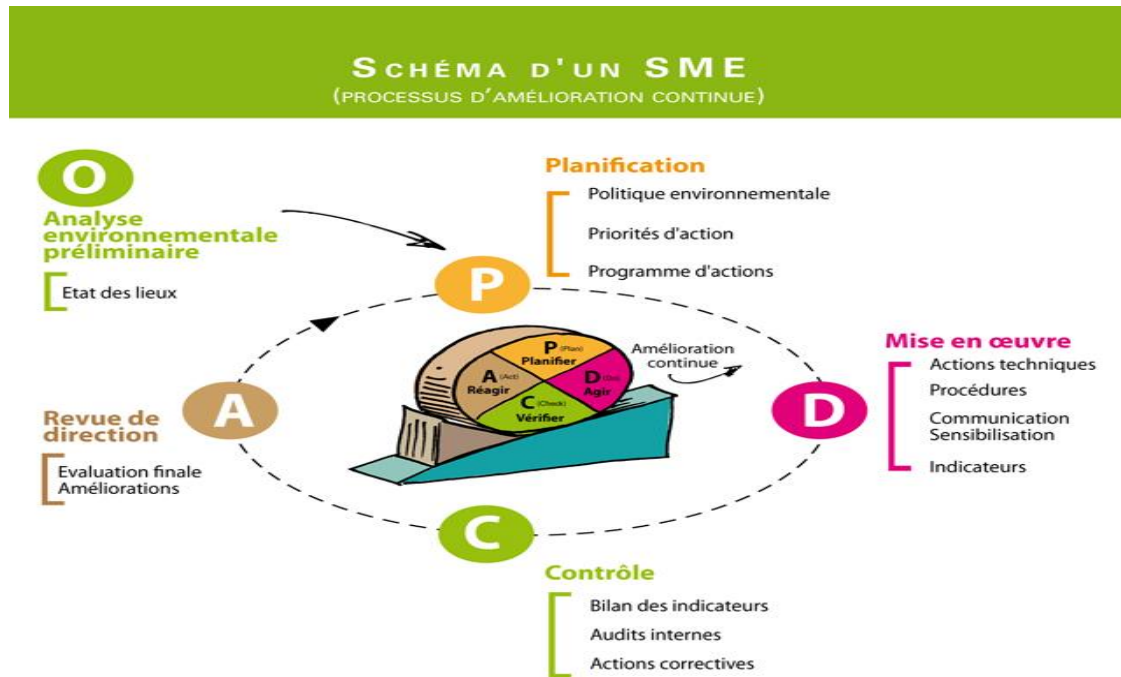 SCHÉMA D'UN SME
(PROCESSUS D'AMÉLIORATION CONTINUE)
O
Analyse
environnementale
préliminaire
Etat des lieux
Planification
Politique environnementale
Priorités d'action
Programme d'actions
P
Mise en œuvre
Actions techniques
Procédures
Communication
Sensibilisation
Indicateurs
D
Amélioration
continue
P (Plan)
Planifier
A (Act)
Réagir
D (Do)
Agir
C (Check)
Vérifier
A
Revue de
direction
Evaluation finale
Améliorations
C
Contrôle
Bilan des indicateurs
Audits internes
Actions correctives